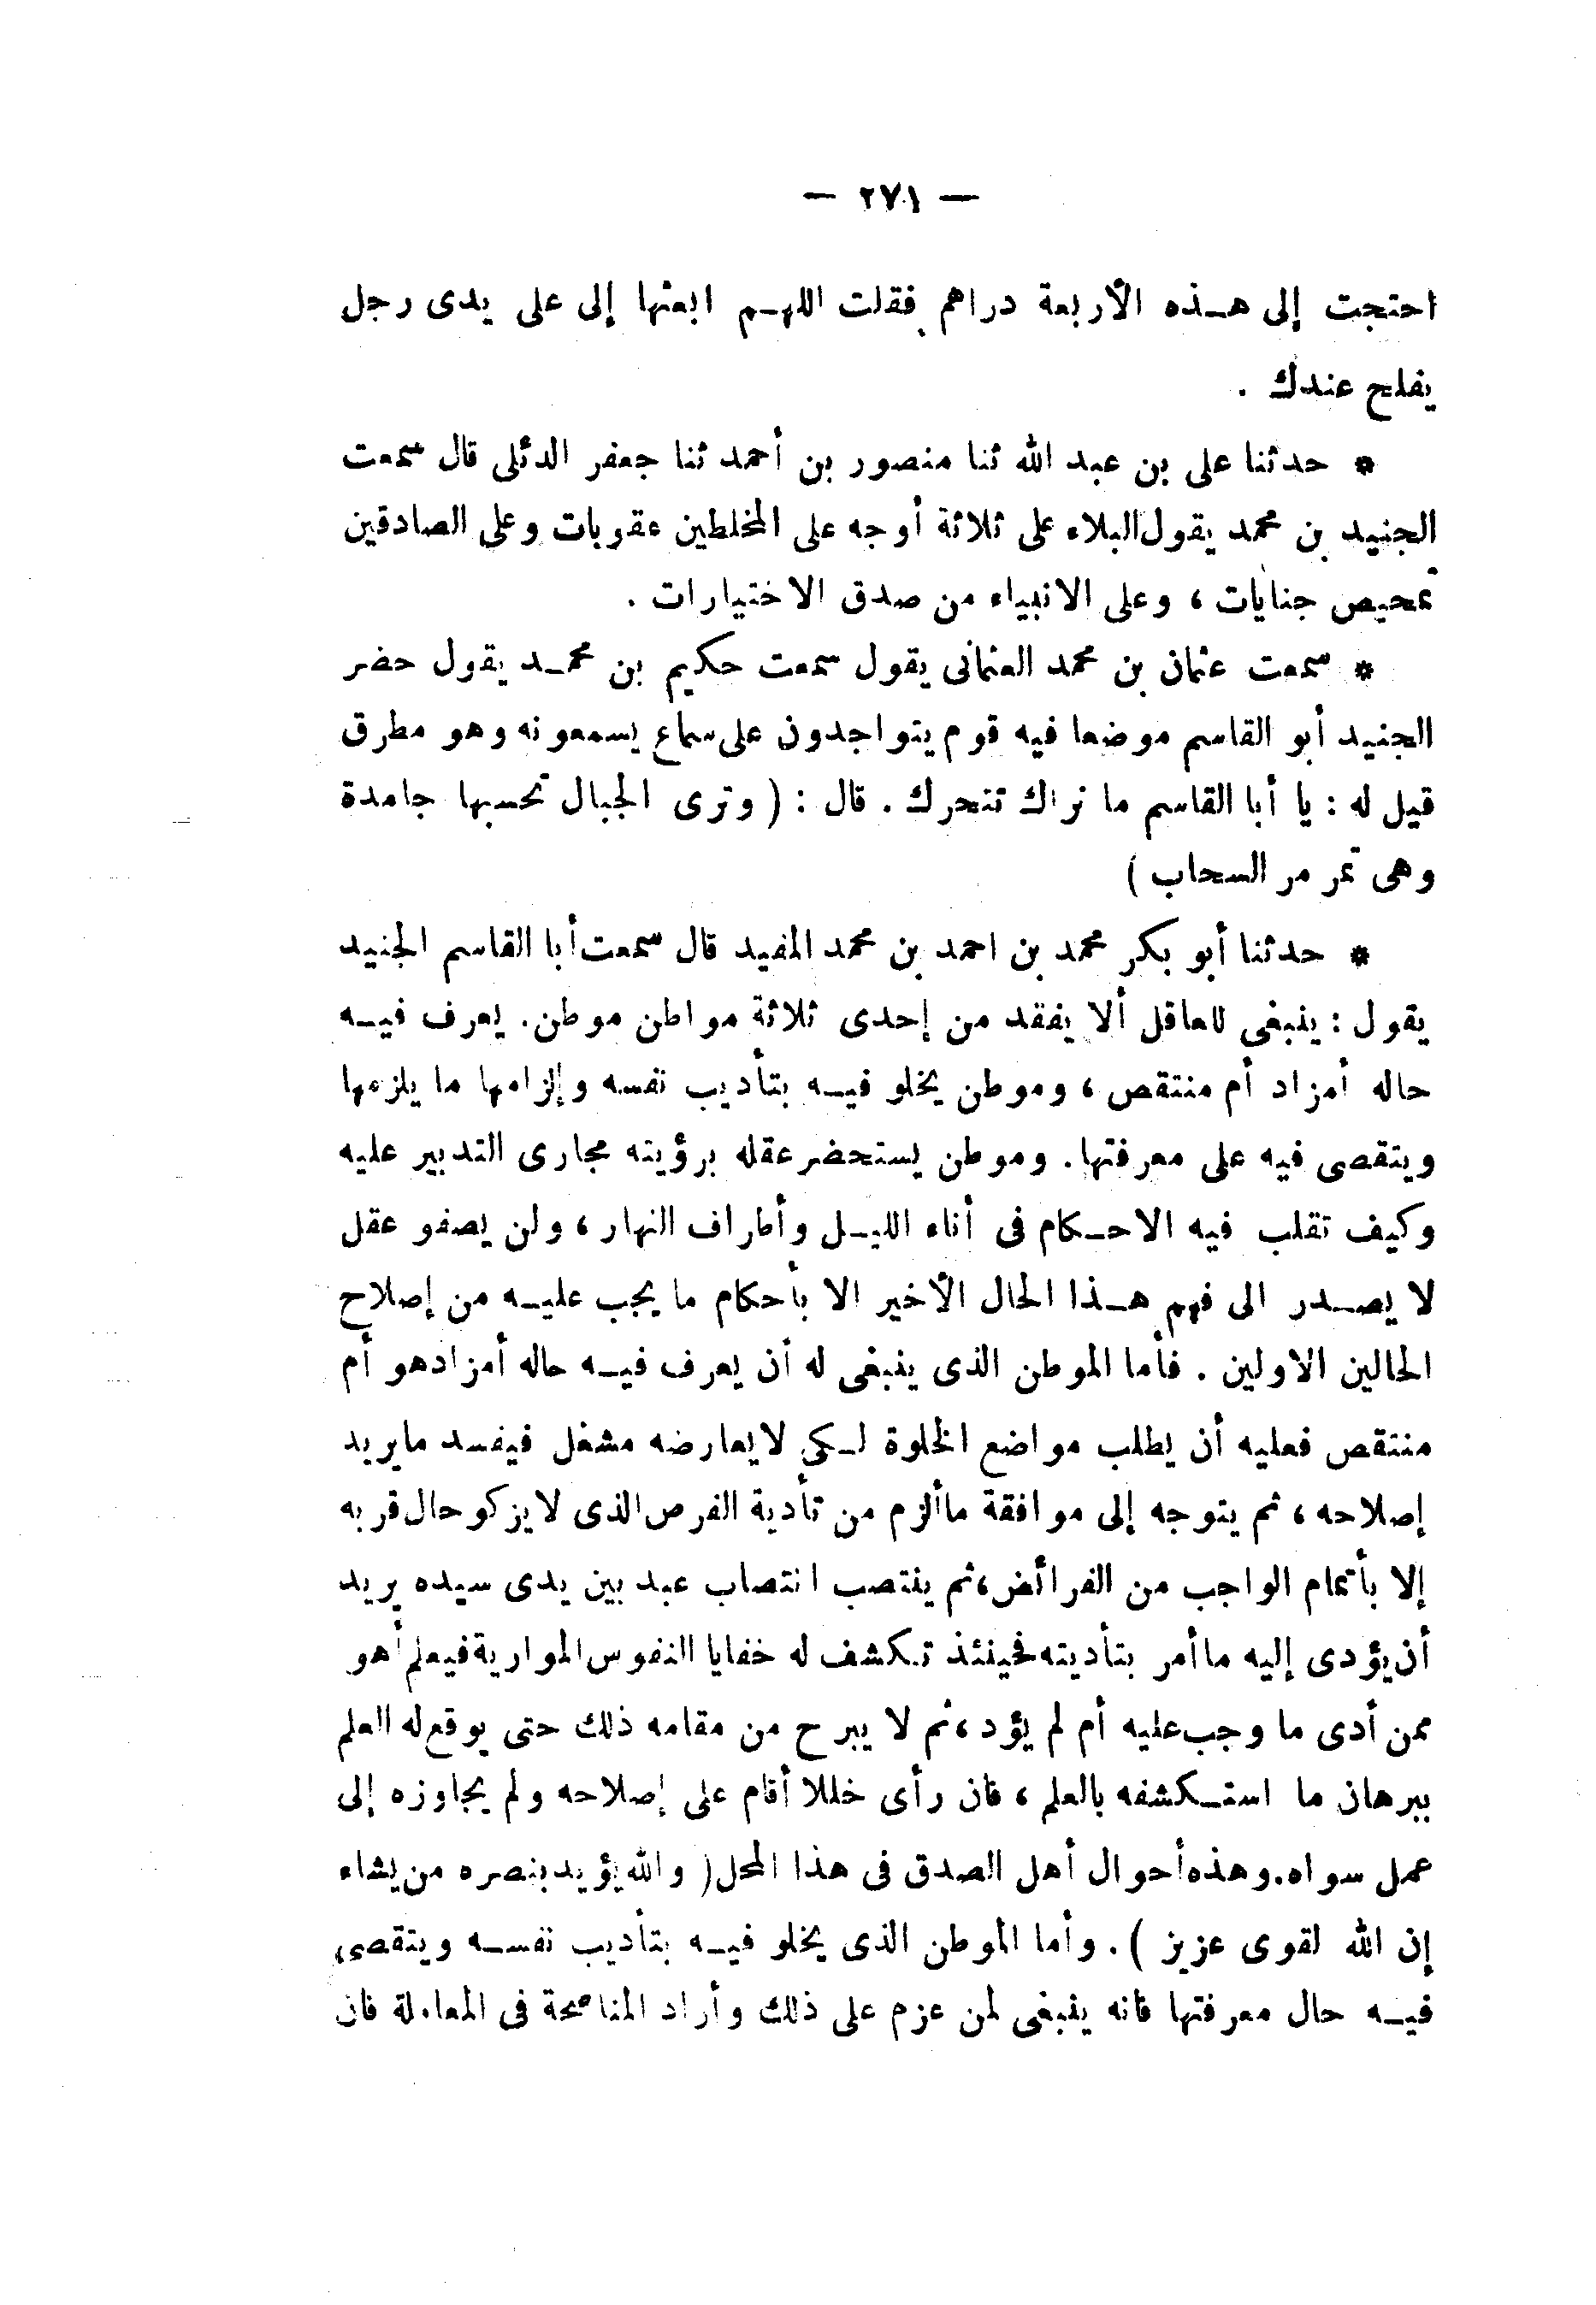 — ٢٧١ —
احتجت إلى هـذه الأربعة دراهم فقلت اللهـم ابعثها إلى على يدى رجل
يفلح عندك .
* حدثنا على بن عبد الله ثنا منصور بن أحمد ثنا جعفر الدئلى قال سمعت
الجنيد بن محمد يقول البلاء على ثلاثة أوجه على المخلطين عقوبات وعلى الصادقين
تمحيص جنايات ، وعلى الانبياء من صدق الاختيارات .
* سمعت عثمان بن محمد العثمانى يقول سمعت حكيم بن محمـد يقول حضر
الجنيد أبو القاسم موضعا فيه قوم يتواجدون على سماع يسمعونه وهو مطرق
قيل له : يا أبا القاسم ما نراك تتحرك . قال : ( وترى الجبال تحسبها جامدة
وهى تمر مر السحاب )
* حدثنا أبو بكر محمد بن احمد بن محمد المفيد قال سمعت أبا القاسم الجنيد
يقول : ينبغى للعاقل ألا يفقد من إحدى ثلاثة مواطن موطن . يعرف فيـه
حاله أمزاد أم منتقص ، وموطن يخلو فيـه بتأديب نفسه وإلزامها ما يلزمها
ويتقصى فيه على معرفتها . وموطن يستحضر عقله برؤيته مجارى التدبير عليه
وكيف تقلب فيه الاحـكام فى أناء الليـل وأطراف النهار ، ولن يصفو عقل
لا يصـدر الى فهم هـذا الحال الأخير الا بأحكام ما يجب عليـه من إصلاح
الحالين الاولين . فأما الموطن الذى ينبغى له أن يعرف فيـه حاله أمزادهو أم
منتقص فعليه أن يطلب مواضع الخلوة لـكى لايعارضه مشغل فيفسد مايريد
إصلاحه ، ثم يتوجه إلى موافقة ماألزم من تأدية الفرض الذى لايزكو حال قربه
إلا بأتمام الواجب من الفرائض ، ثم ينتصب انتصاب عبد بين يدى سيده يريد
أن يؤدى إليه ماأمر بتأديته فحينئذ تـكشف له خفايا النفوس الموارية فيعلم أهو
ممن أدى ما وجب عليه أم لم يؤد ، ثم لا يبرح من مقامه ذلك حتى يوقع له العلم
ببرهان ما استـكشفه بالعلم ، فان رأى خللا أقام على إصلاحه ولم يجاوزه إلى
عمل سواه . وهذه أحوال أهل الصدق فى هذا المحل ( والله يؤيد بنصره من يشاء
إن الله لقوى عزيز ) . وأما الموطن الذى يخلو فيـه بتأديب نفسـه ويتقصى
فيـه حال معرفتها فانه ينبغى لمن عزم على ذلك وأراد المناصحة فى المعاملة فان